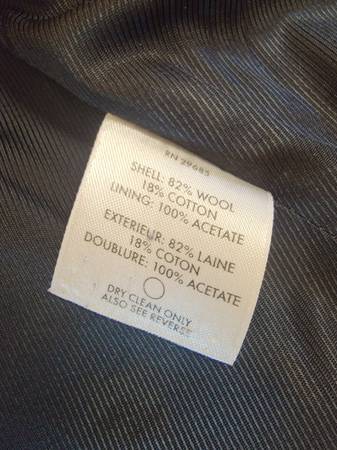 RN 29685
SHELL: 82% WOOL
18% COTTON
LINING: 100% ACETATE
EXTERIEUR: 82% LAINE
18% COTON
DOUBLURE: 100% ACETATE
DRY CLEAN ONLY
ALSO SEE REVERSE